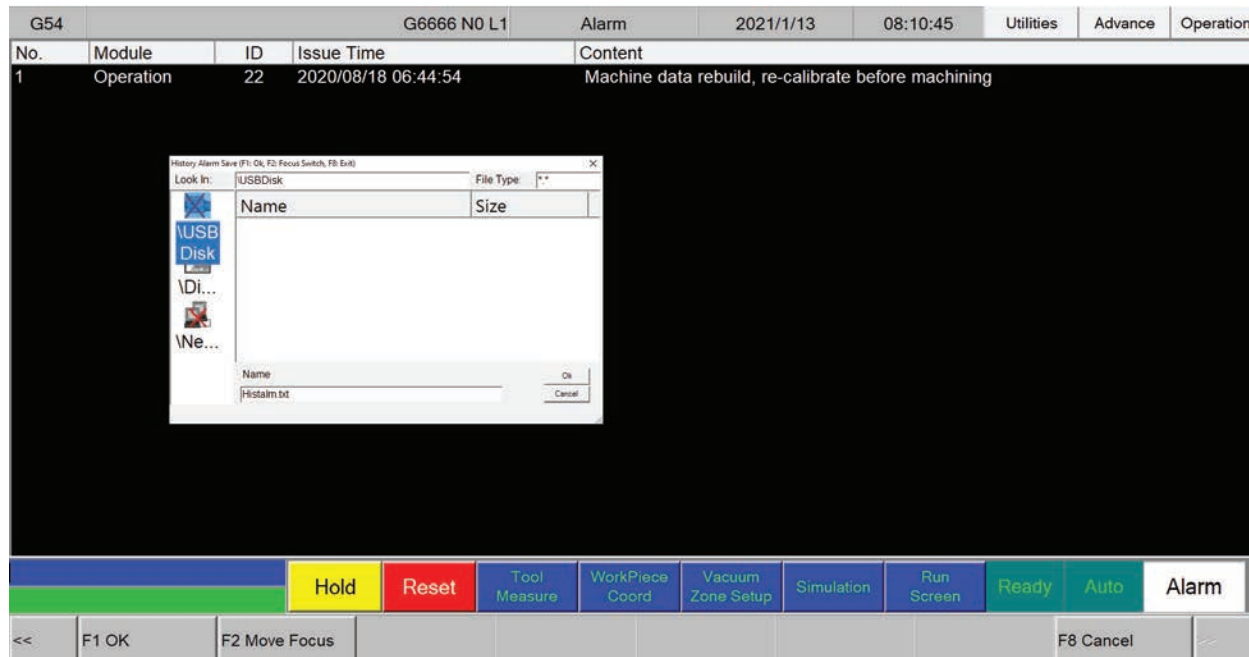 G54 G6666 N0 L1 Alarm 2021/1/13 08:10:45 Utilities Advance Operation
No. Module ID Issue Time Content
1 Operation 22 2020/08/18 06:44:54 Machine data rebuild, re-calibrate before machining
History Alarm Save (F1: Ok, F2: Focus Switch, F8: Exit)
Look In: \USBDisk File Type: *.*
Name Size
\USB
Disk
\Di...
\Ne...
Name
Histalm.txt
Ok
Cancel
Hold Reset Tool Measure WorkPiece Coord Vacuum Zone Setup Simulation Run Screen Ready Auto Alarm
<< F1 OK F2 Move Focus F8 Cancel >>